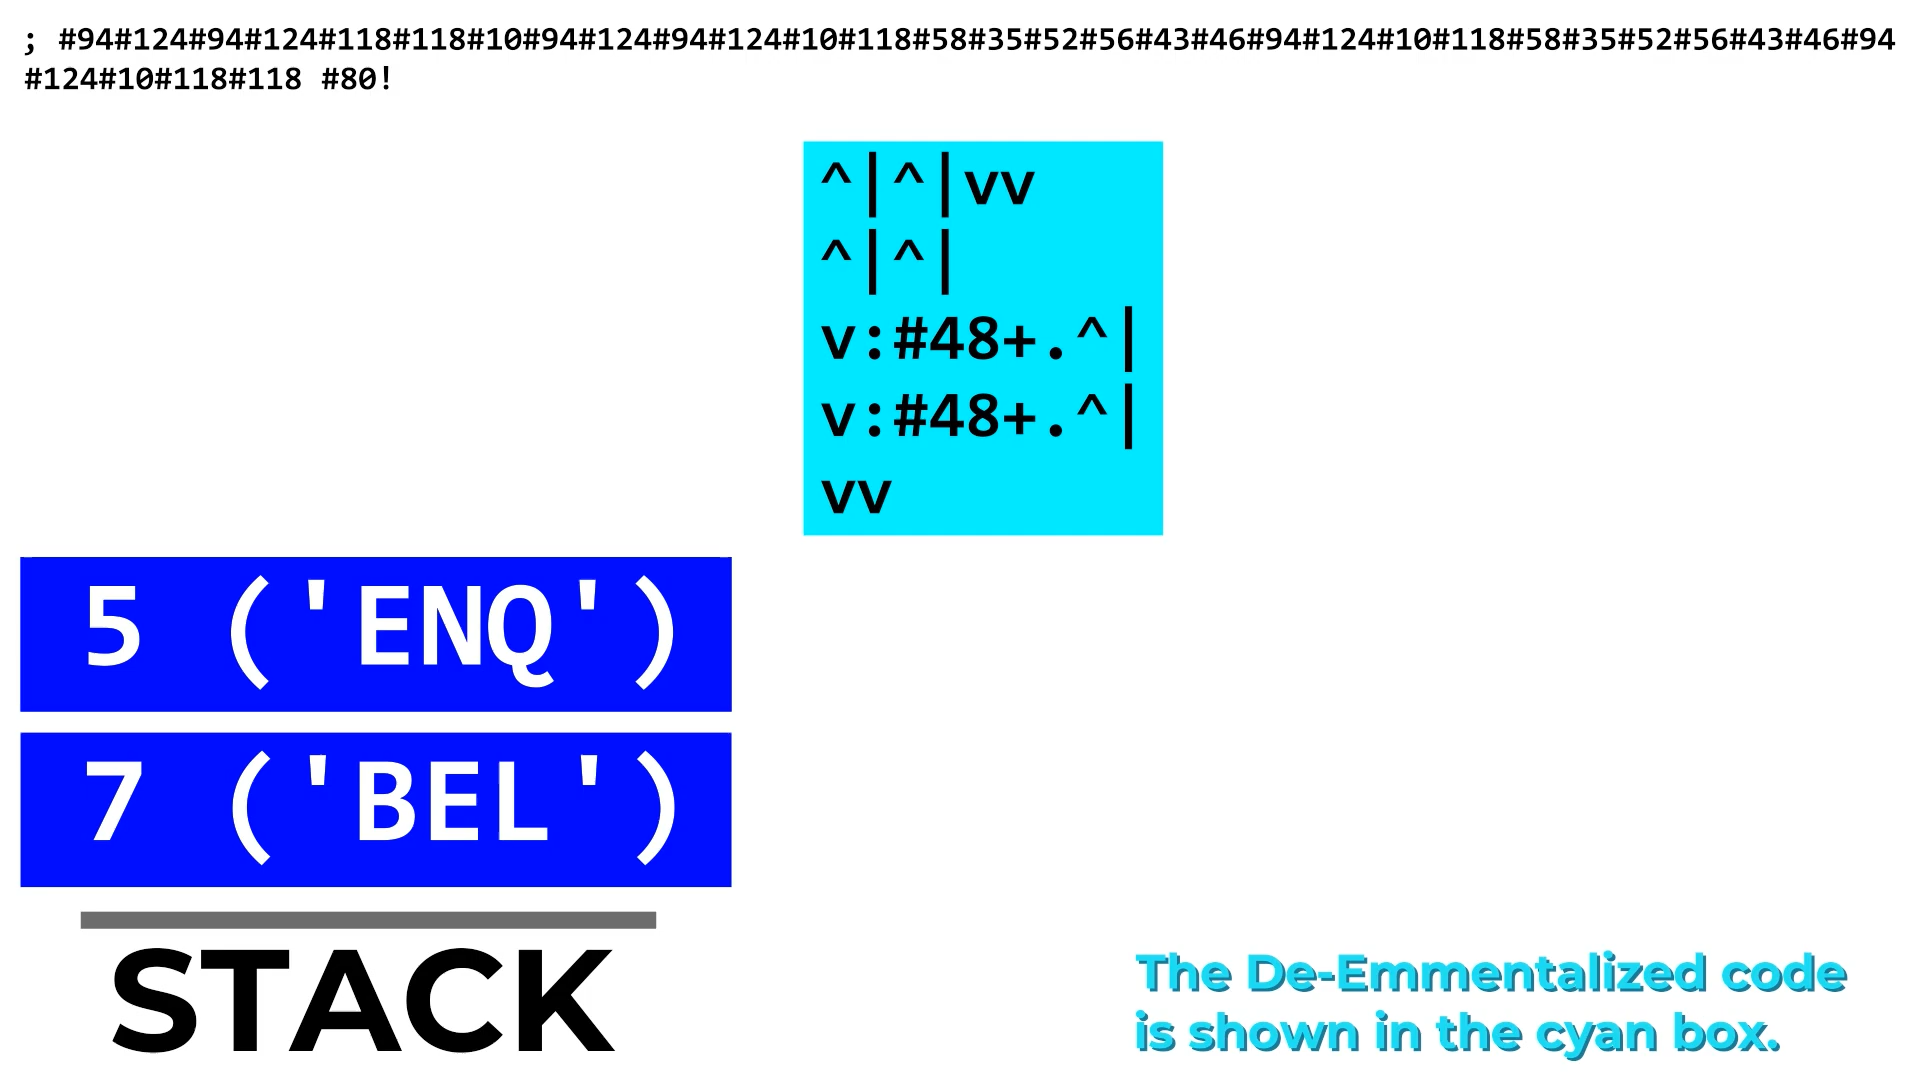 ; #94#124#94#124#118#118#10#94#124#94#124#10#118#58#35#52#56#43#46#94#124#10#118#58#35#52#56#43#46#94
#124#10#118#118 #80!
^|^|vv
^|^|
v:#48+.^|
v:#48+.^|
vv
5 ('ENQ')
7 ('BEL')
STACK
The De-Emmentalized code
is shown in the cyan box.